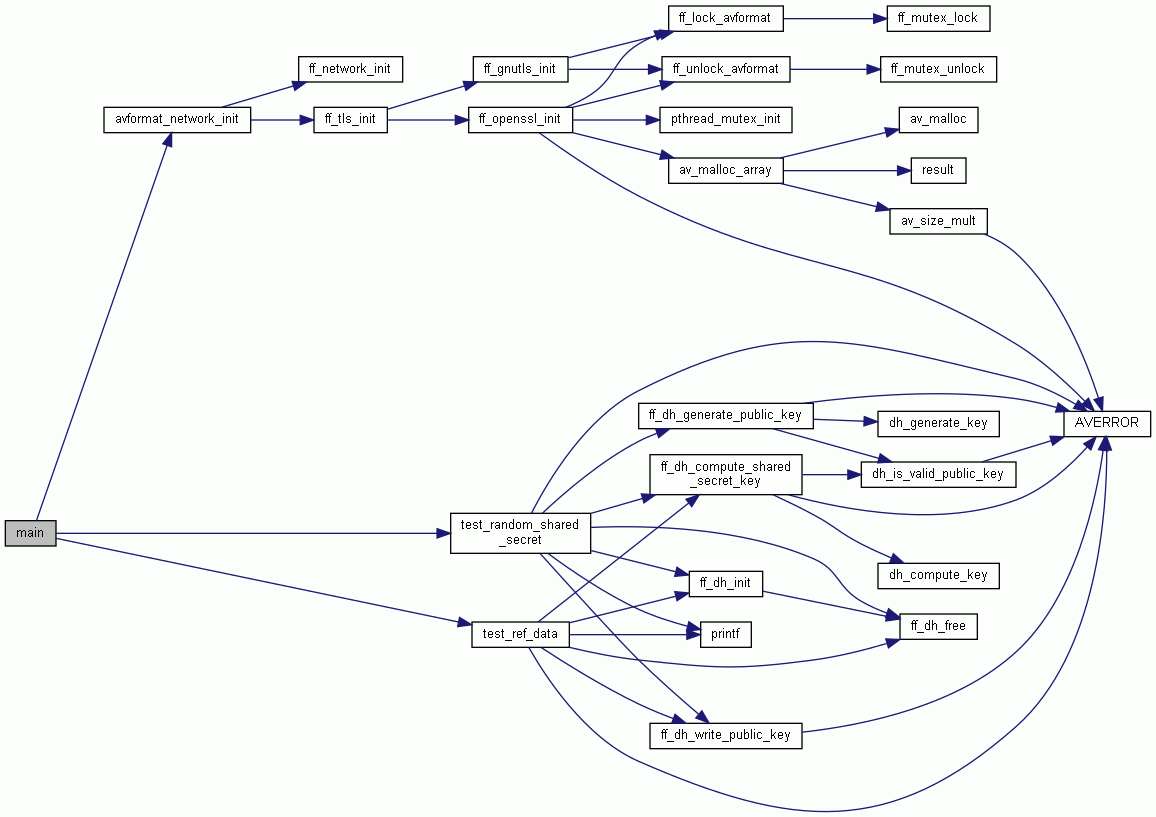 ff_lock_avformat
ff_mutex_lock
ff_network_init
ff_gnutls_init
ff_unlock_avformat
ff_mutex_unlock
avformat_network_init
ff_tls_init
ff_openssl_init
pthread_mutex_init
av_malloc
av_malloc_array
result
av_size_mult
ff_dh_generate_public_key
dh_generate_key
AVERROR
ff_dh_compute_shared
_secret_key
dh_is_valid_public_key
main
test_random_shared
_secret
ff_dh_init
dh_compute_key
test_ref_data
printf
ff_dh_free
ff_dh_write_public_key